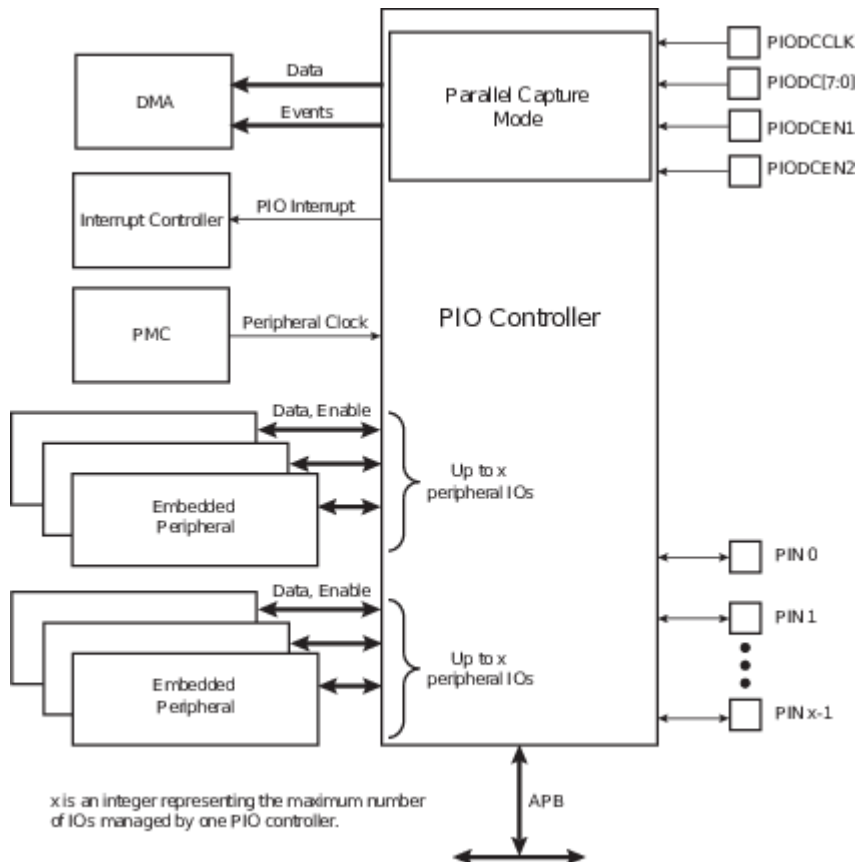 PIODCCLK
Data
DMA
Parallel Capture
Mode
PIODC[7:0]
Events
PIODCEN1
PIODCEN2
PIO Interrupt
Interrupt Controller
PIO Controller
Peripheral Clock
PMC
Data, Enable
Up to x
peripheral IOs
Embedded
Peripheral
PIN 0
Data, Enable
PIN 1
Up to x
peripheral IOs
Embedded
Peripheral
PIN x-1
x is an integer representing the maximum number
of IOs managed by one PIO controller.
APB